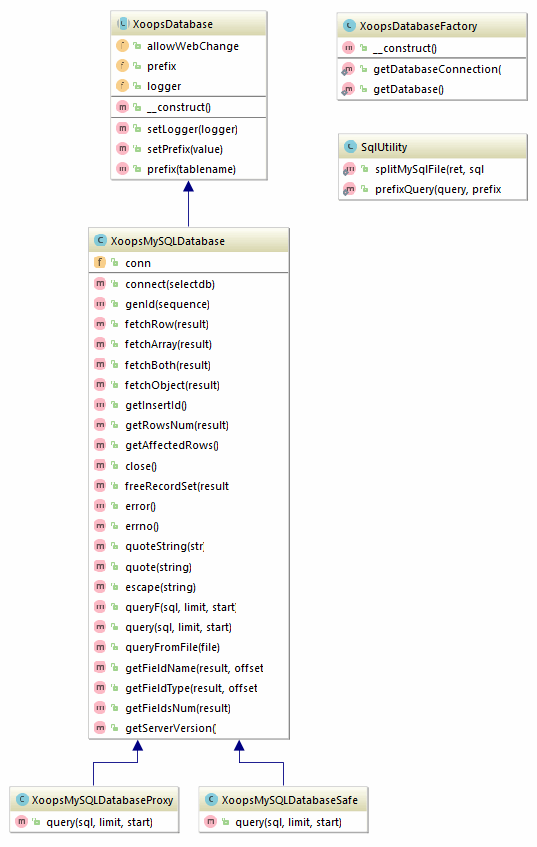 XoopsDatabase
allowWebChange
prefix
logger
__construct()
setLogger(logger)
setPrefix(value)
prefix(tablename)
XoopsDatabaseFactory
__construct()
getDatabaseConnection(
getDatabase()
SqlUtility
splitMySqlFile(ret, sql
prefixQuery(query, prefix
XoopsMySQLDatabase
conn
connect(selectdb)
genId(sequence)
fetchRow(result)
fetchArray(result)
fetchBoth(result)
fetchObject(result)
getInsertId()
getRowsNum(result)
getAffectedRows()
close()
freeRecordSet(result
error()
errno()
quoteString(str)
quote(string)
escape(string)
queryF(sql, limit, start)
query(sql, limit, start)
queryFromFile(file)
getFieldName(result, offset
getFieldType(result, offset
getFieldsNum(result)
getServerVersion(
XoopsMySQLDatabaseProxy
query(sql, limit, start)
XoopsMySQLDatabaseSafe
query(sql, limit, start)